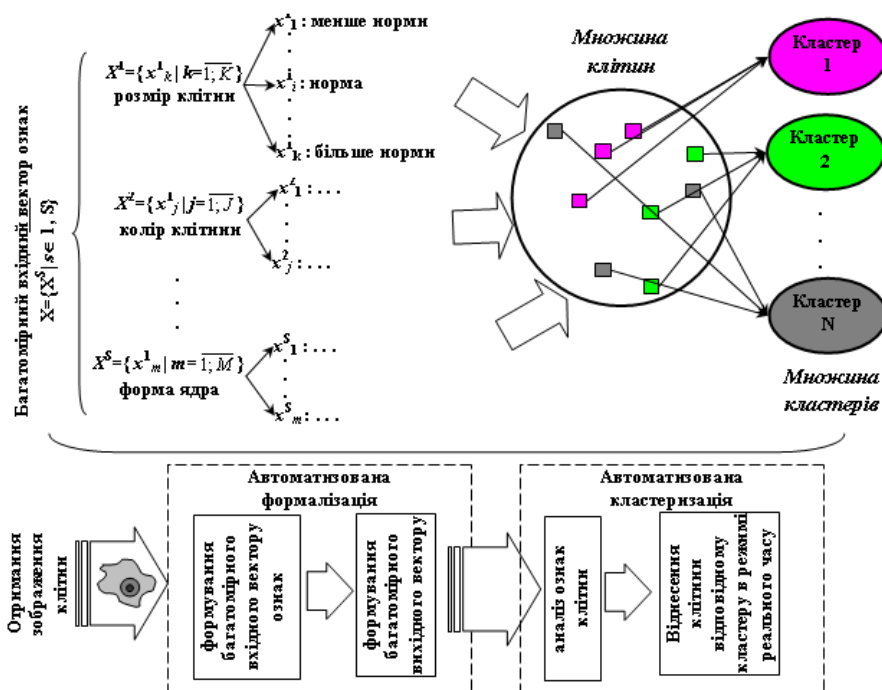 Багатомірний вхідний вектор ознак
X={X^S | s∈ 1, S}
X¹={x¹ₖ | k=1; K}
розмір клітин
x¹₁ : менше норми
x¹ᵢ : норма
x¹ₖ : більше норми
X²={x¹ⱼ | j=1; J}
колір клітнин
x²₁ : . . .
x²ⱼ : . . .
X^S={x¹ₘ | m=1; M}
форма ядра
x^S₁ : . . .
x^Sₘ : . . .
Множина
клітин
Кластер
1
Кластер
2
Кластер
N
Множина
кластерів
Отримання
зображення
клітин
Автоматизована
формалізація
формування
багатомірного
вхідного вектору
ознак
формування
багатомірного
вихідного вектору
Автоматизована
кластеризація
аналіз ознак
клітини
Віднесення
клітини
відповідному
кластеру в режимі
реального часу